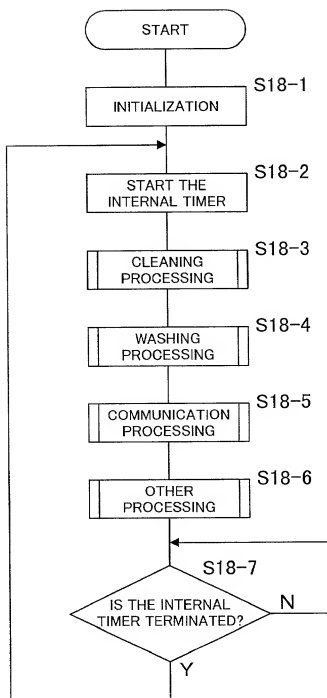 START
S18-1
INITIALIZATION
S18-2
START THE
INTERNAL TIMER
S18-3
CLEANING
PROCESSING
S18-4
WASHING
PROCESSING
S18-5
COMMUNICATION
PROCESSING
S18-6
OTHER
PROCESSING
S18-7
IS THE INTERNAL
TIMER TERMINATED?
N
Y